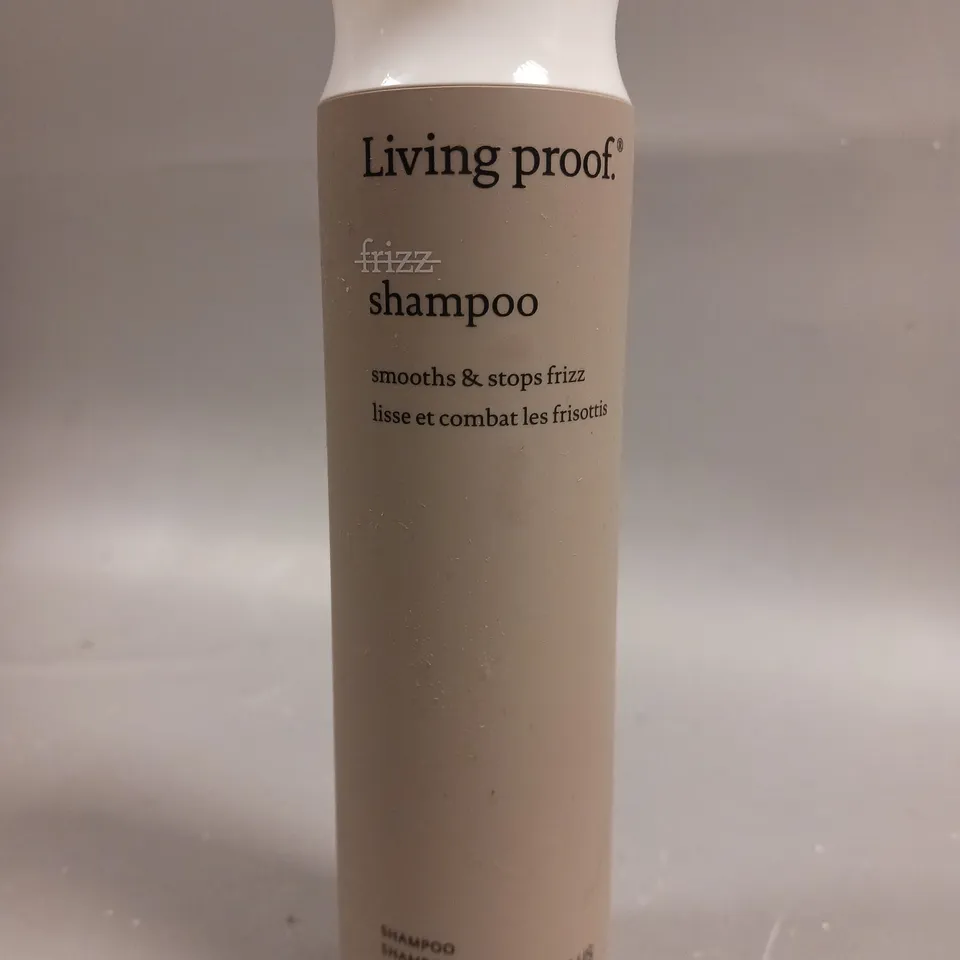 Living proof.®
frizz
shampoo
smooths & stops frizz
lisse et combat les frisottis
SHAMPOO